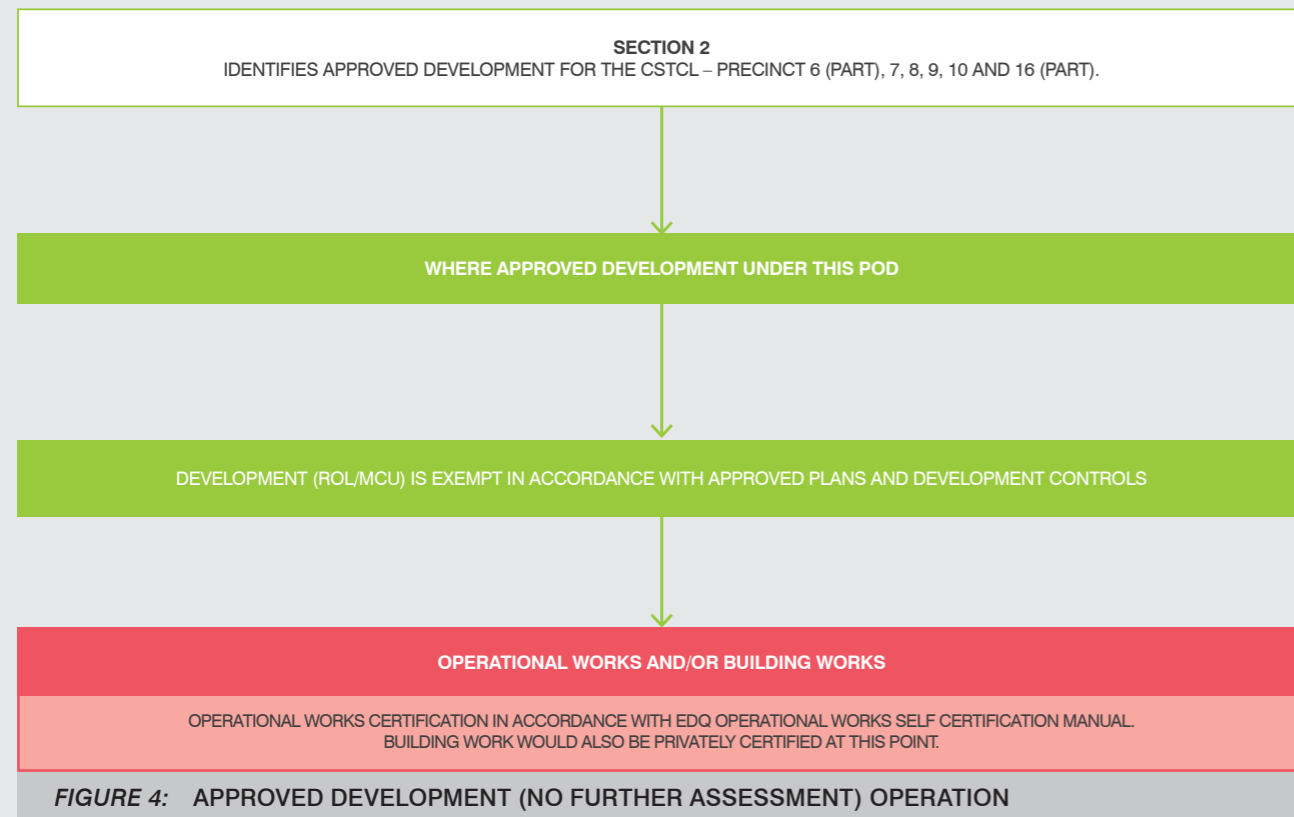 SECTION 2
IDENTIFIES APPROVED DEVELOPMENT FOR THE CSTCL – PRECINCT 6 (PART), 7, 8, 9, 10 AND 16 (PART).
WHERE APPROVED DEVELOPMENT UNDER THIS POD
DEVELOPMENT (ROL/MCU) IS EXEMPT IN ACCORDANCE WITH APPROVED PLANS AND DEVELOPMENT CONTROLS
OPERATIONAL WORKS AND/OR BUILDING WORKS
OPERATIONAL WORKS CERTIFICATION IN ACCORDANCE WITH EDQ OPERATIONAL WORKS SELF CERTIFICATION MANUAL.
BUILDING WORK WOULD ALSO BE PRIVATELY CERTIFIED AT THIS POINT.
FIGURE 4: APPROVED DEVELOPMENT (NO FURTHER ASSESSMENT) OPERATION